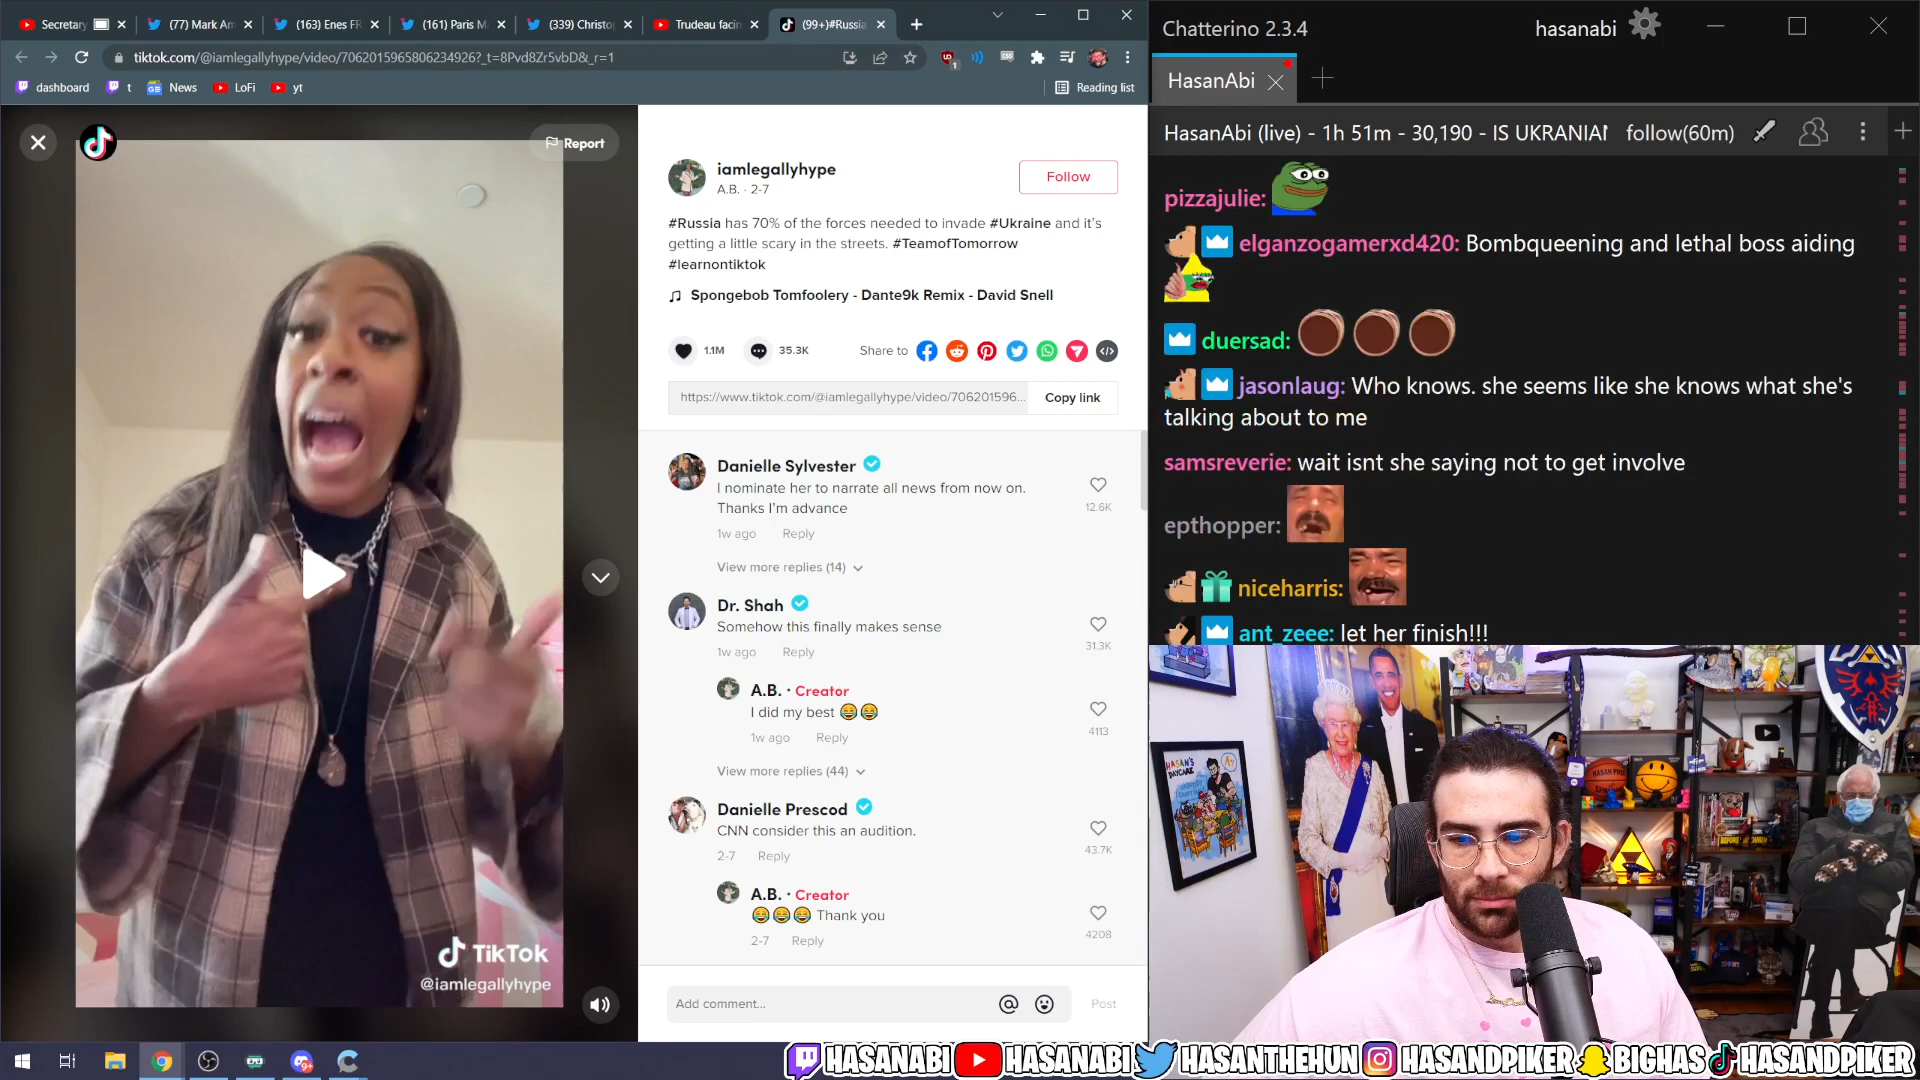 Secretary
(77) Mark Am
(163) Enes FR
(161) Paris M
(339) Christo
Trudeau facin
(99+)#Russia
tiktok.com/@iamlegallyhype/video/7062015965806234926?_t=8Pvd8Zr5vbD&_r=1
dashboard
t
News
LoFi
yt
Reading list
Report
iamlegallyhype
A.B. · 2-7
Follow
#Russia has 70% of the forces needed to invade #Ukraine and it's
getting a little scary in the streets. #TeamofTomorrow
#learnontiktok
Spongebob Tomfoolery - Dante9k Remix - David Snell
1.1M
35.3K
Share to
https://www.tiktok.com/@iamlegallyhype/video/706201596...
Copy link
Danielle Sylvester
I nominate her to narrate all news from now on.
Thanks I'm advance
1w ago Reply
12.6K
View more replies (14)
Dr. Shah
Somehow this finally makes sense
1w ago Reply
31.3K
A.B. · Creator
I did my best 😂😂
1w ago Reply
4113
View more replies (44)
Danielle Prescod
CNN consider this an audition.
2-7 Reply
43.7K
A.B. · Creator
😂😂😂 Thank you
2-7 Reply
4208
Add comment...
Post
TikTok
@iamlegallyhype
Chatterino 2.3.4
hasanabi
HasanAbi
HasanAbi (live) - 1h 51m - 30,190 - IS UKRANIAN
follow(60m)
pizzajulie:
elganzogamerxd420: Bombqueening and lethal boss aiding
duersad:
jasonlaug: Who knows. she seems like she knows what she's
talking about to me
samsreverie: wait isnt she saying not to get involve
epthopper:
niceharris:
ant_zeee: let her finish!!!
HASAN'S
DAYCARE
HASANABI
HASANABI
HASANTHEHUN
HASANDPIKER
BIGHAS
HASANDPIKER